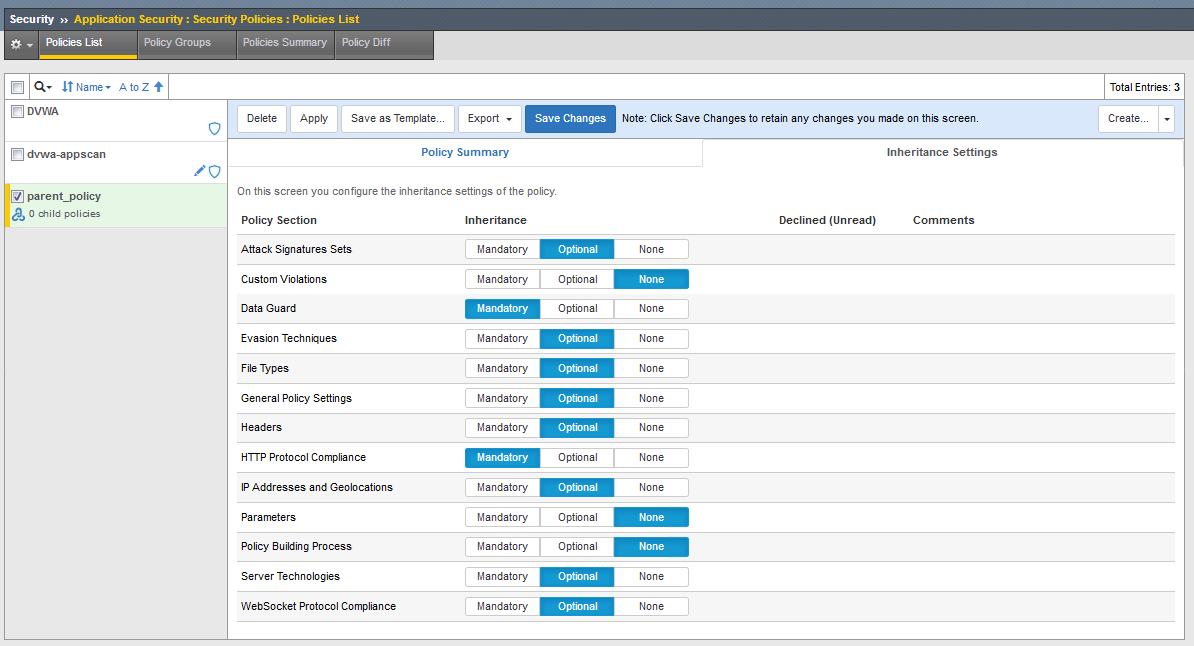 Security ›› Application Security : Security Policies : Policies List
Policies List Policy Groups Policies Summary Policy Diff
Name A to Z Total Entries: 3
DVWA
dvwa-appscan
parent_policy
0 child policies
Delete Apply Save as Template... Export Save Changes Note: Click Save Changes to retain any changes you made on this screen. Create...
Policy Summary Inheritance Settings
On this screen you configure the inheritance settings of the policy.
Policy Section Inheritance Declined (Unread) Comments
Attack Signatures Sets Mandatory Optional None
Custom Violations Mandatory Optional None
Data Guard Mandatory Optional None
Evasion Techniques Mandatory Optional None
File Types Mandatory Optional None
General Policy Settings Mandatory Optional None
Headers Mandatory Optional None
HTTP Protocol Compliance Mandatory Optional None
IP Addresses and Geolocations Mandatory Optional None
Parameters Mandatory Optional None
Policy Building Process Mandatory Optional None
Server Technologies Mandatory Optional None
WebSocket Protocol Compliance Mandatory Optional None